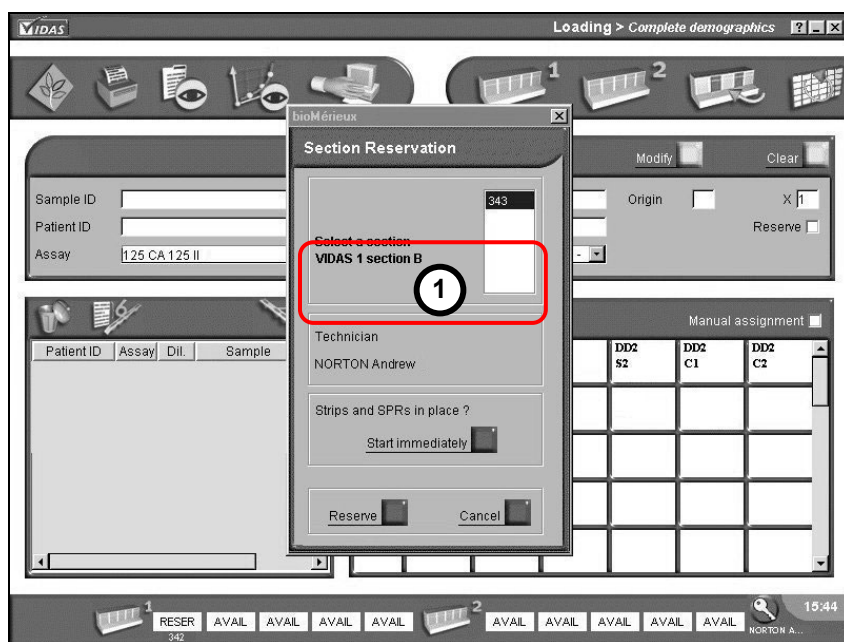 VIDAS
Loading > Complete demographics ? _ X
1 2
bioMérieux X
Section Reservation
Modify Clear
Sample ID
343
Origin X 1
Patient ID
Reserve
Select a section
VIDAS 1 section B
Assay 125 CA 125 II -
1
6
Manual assignment
Technician
NORTON Andrew
Patient ID Assay Dil. Sample
DD2 DD2 DD2
S2 C1 C2
Strips and SPRs in place ?
Start immediately
Reserve Cancel
1 RESER AVAIL AVAIL AVAIL AVAIL 2 AVAIL AVAIL AVAIL AVAIL AVAIL 15:44
342 NORTON A...